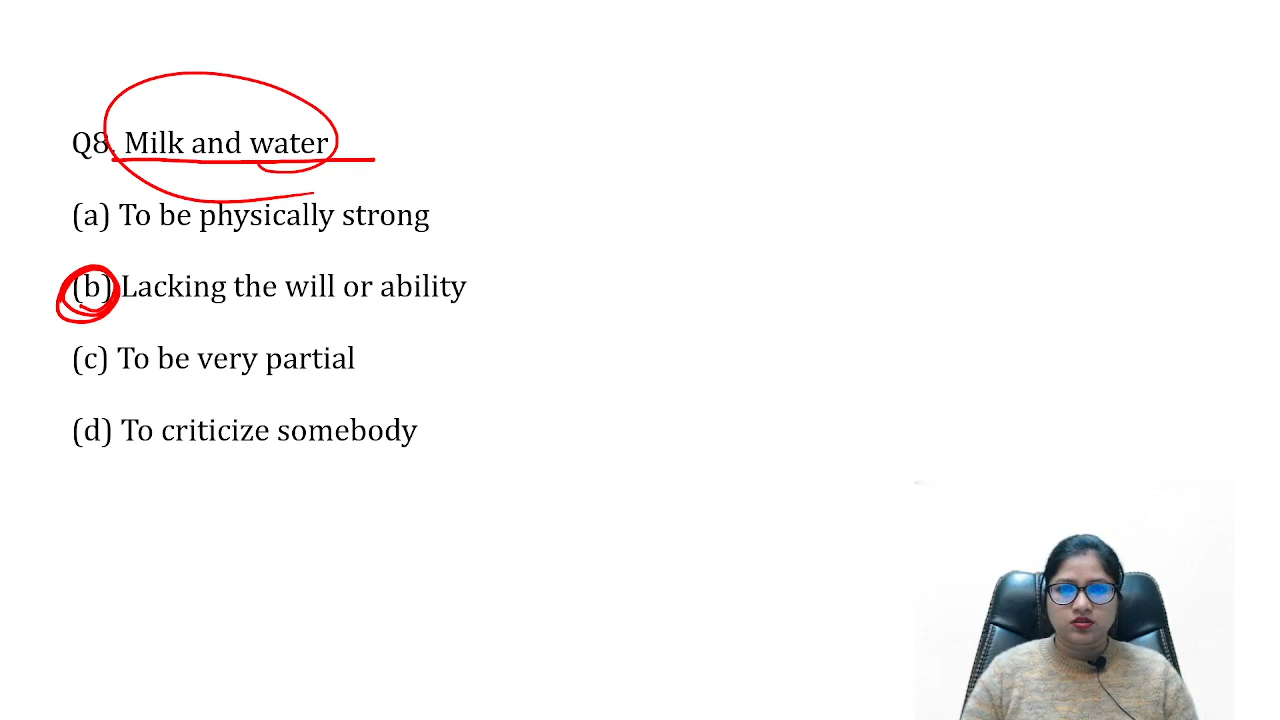 Q8. Milk and water
(a) To be physically strong
(b) Lacking the will or ability
(c) To be very partial
(d) To criticize somebody